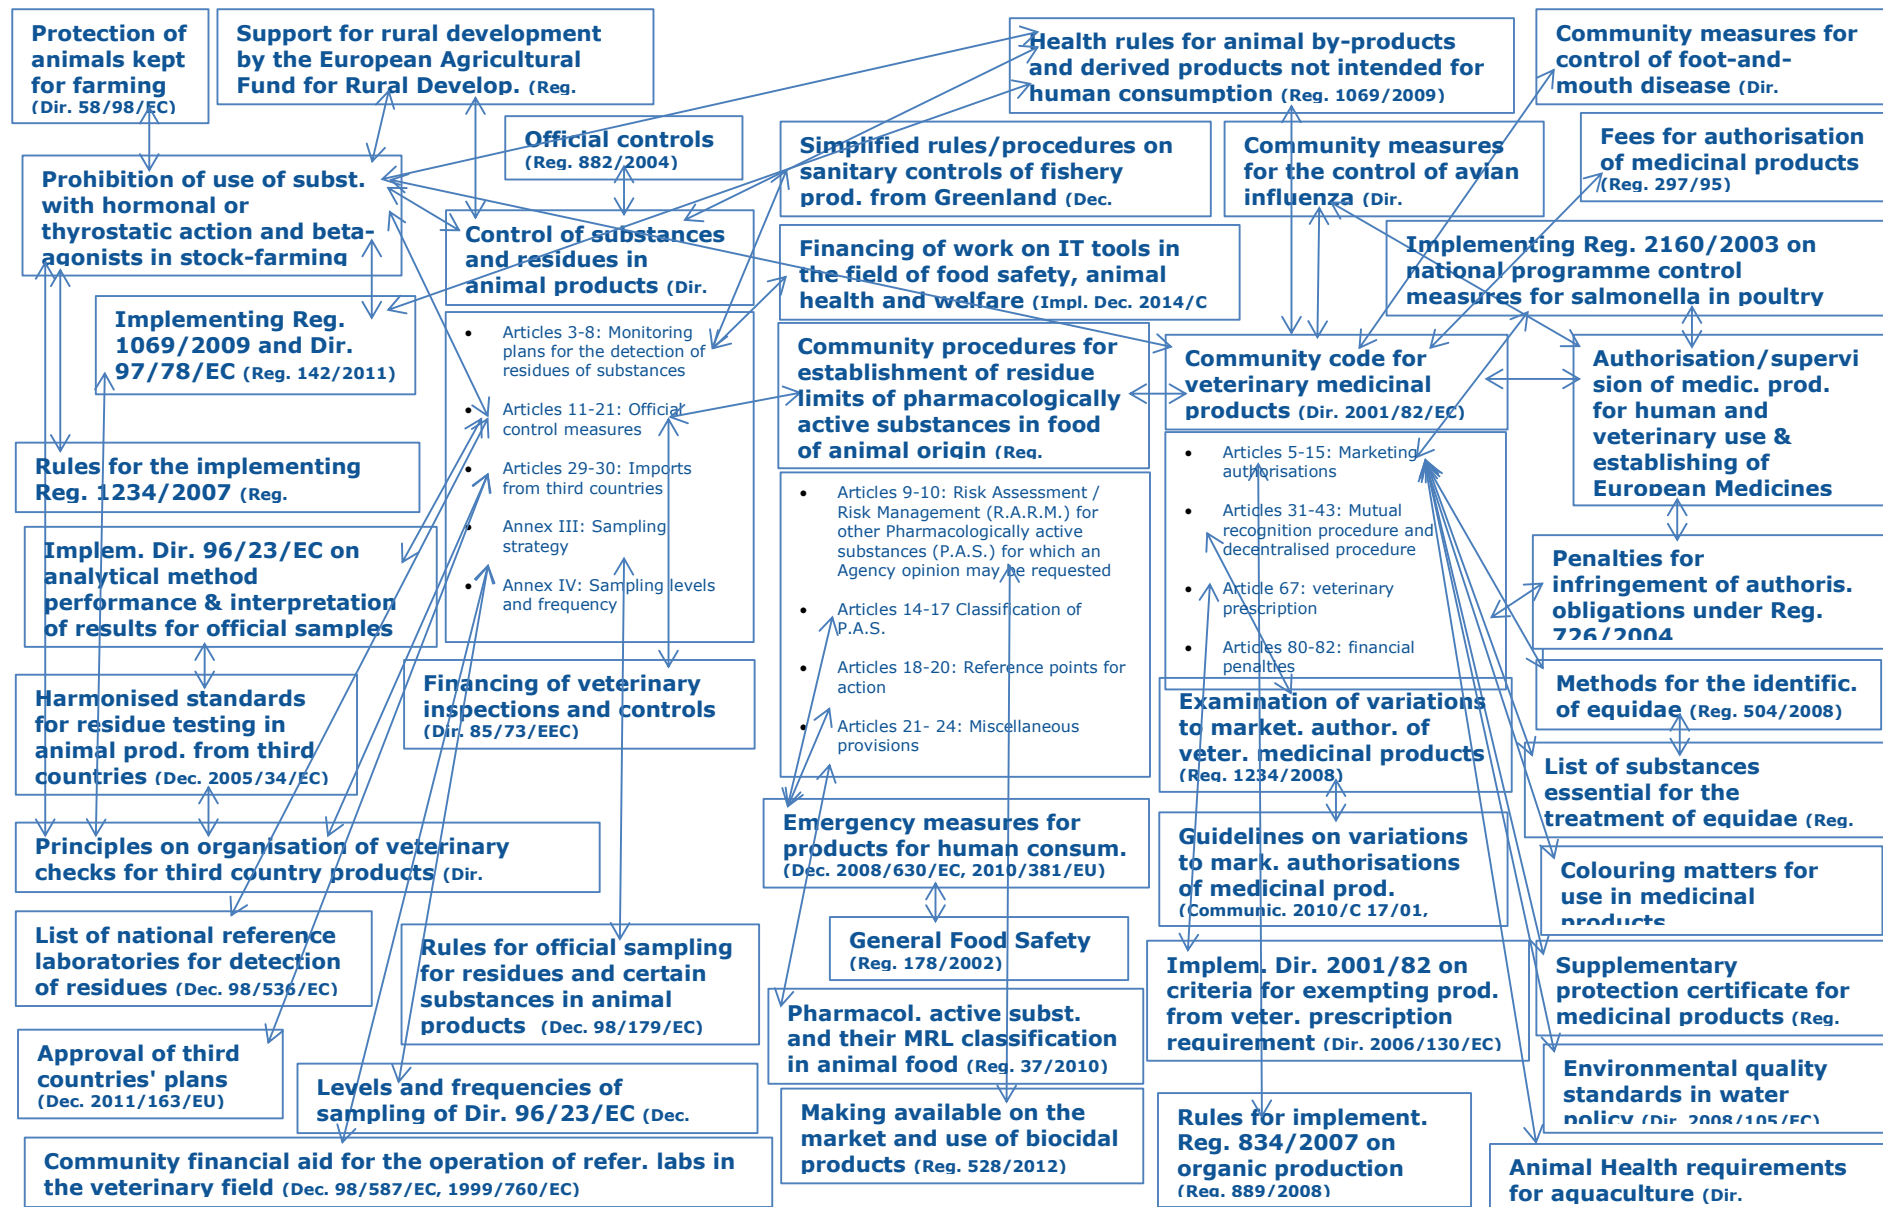 Protection of
animals kept
for farming
(Dir. 58/98/EC)
Support for rural development
by the European Agricultural
Fund for Rural Develop. (Reg.
Health rules for animal by-products
and derived products not intended for
human consumption (Reg. 1069/2009)
Community measures for
control of foot-and-
mouth disease (Dir.
Official controls
(Reg. 882/2004)
Simplified rules/procedures on
sanitary controls of fishery
prod. from Greenland (Dec.
Community measures
for the control of avian
influenza (Dir.
Fees for authorisation
of medicinal products
(Reg. 297/95)
Prohibition of use of subst.
with hormonal or
thyrostatic action and beta-
agonists in stock-farming
Control of substances
and residues in
animal products (Dir.
Financing of work on IT tools in
the field of food safety, animal
health and welfare (Impl. Dec. 2014/C
Implementing Reg. 2160/2003 on
national programme control
measures for salmonella in poultry
Implementing Reg.
1069/2009 and Dir.
97/78/EC (Reg. 142/2011)
• Articles 3-8: Monitoring
plans for the detection of
residues of substances
• Articles 11-21: Official
control measures
• Articles 29-30: Imports
from third countries
• Annex III: Sampling
strategy
• Annex IV: Sampling levels
and frequency
Community procedures for
establishment of residue
limits of pharmacologically
active substances in food
of animal origin (Reg.
Community code for
veterinary medicinal
products (Dir. 2001/82/EC)
Authorisation/supervi
sion of medic. prod.
for human and
veterinary use &
establishing of
European Medicines
Rules for the implementing
Reg. 1234/2007 (Reg.
• Articles 9-10: Risk Assessment /
Risk Management (R.A.R.M.) for
other Pharmacologically active
substances (P.A.S.) for which an
Agency opinion may be requested
• Articles 14-17 Classification of
P.A.S.
• Articles 18-20: Reference points for
action
• Articles 21- 24: Miscellaneous
provisions
• Articles 5-15: Marketing
authorisations
• Articles 31-43: Mutual
recognition procedure and
decentralised procedure
• Article 67: veterinary
prescription
• Articles 80-82: financial
penalties
Implem. Dir. 96/23/EC on
analytical method
performance & interpretation
of results for official samples
Penalties for
infringement of authoris.
obligations under Reg.
726/2004
Harmonised standards
for residue testing in
animal prod. from third
countries (Dec. 2005/34/EC)
Financing of veterinary
inspections and controls
(Dir. 85/73/EEC)
Examination of variations
to market. author. of
veter. medicinal products
(Reg. 1234/2008)
Methods for the identific.
of equidae (Reg. 504/2008)
List of substances
essential for the
treatment of equidae (Reg.
Principles on organisation of veterinary
checks for third country products (Dir.
Emergency measures for
products for human consum.
(Dec. 2008/630/EC, 2010/381/EU)
Guidelines on variations
to mark. authorisations
of medicinal prod.
(Communic. 2010/C 17/01,
Colouring matters for
use in medicinal
products
List of national reference
laboratories for detection
of residues (Dec. 98/536/EC)
Rules for official sampling
for residues and certain
substances in animal
products (Dec. 98/179/EC)
General Food Safety
(Reg. 178/2002)
Implem. Dir. 2001/82 on
criteria for exempting prod.
from veter. prescription
requirement (Dir. 2006/130/EC)
Supplementary
protection certificate for
medicinal products (Reg.
Pharmacol. active subst.
and their MRL classification
in animal food (Reg. 37/2010)
Approval of third
countries' plans
(Dec. 2011/163/EU)
Levels and frequencies of
sampling of Dir. 96/23/EC (Dec.
Environmental quality
standards in water
policy (Dir. 2008/105/EC)
Making available on the
market and use of biocidal
products (Reg. 528/2012)
Rules for implement.
Reg. 834/2007 on
organic production
(Reg. 889/2008)
Community financial aid for the operation of refer. labs in
the veterinary field (Dec. 98/587/EC, 1999/760/EC)
Animal Health requirements
for aquaculture (Dir.